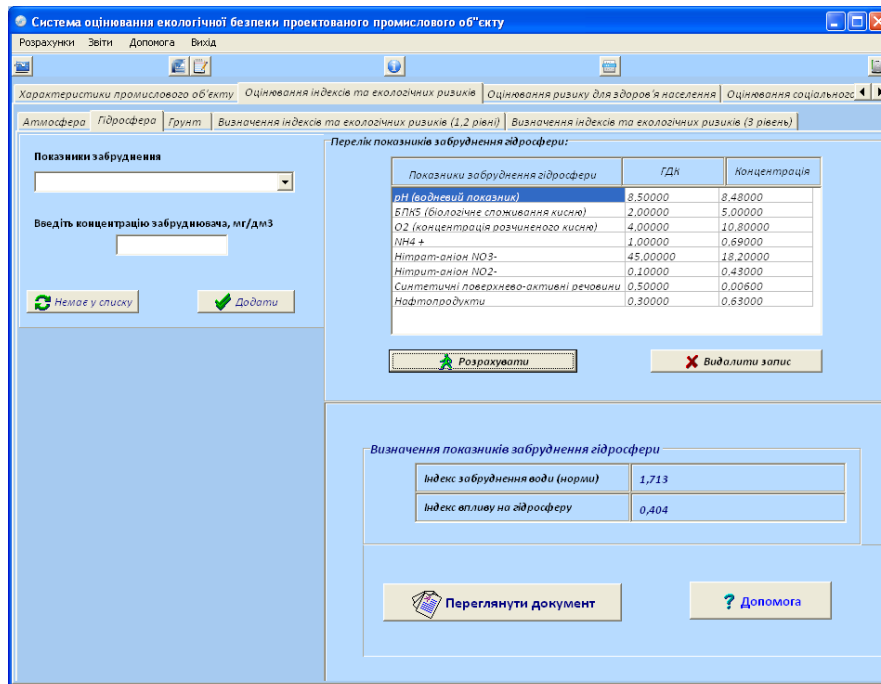 Система оцінювання екологічної безпеки проектованого промислового об"єкту
Розрахунки Звіти Допомога Вихід
Характеристики промислового об'єкту Оцінювання індексів та екологічних ризиків Оцінювання ризику для здоров'я населення Оцінювання соціального
Атмосфера Гідросфера Грунт Визначення індексів та екологічних ризиків (1,2 рівні) Визначення індексів та екологічних ризиків (3 рівень)
Показники забруднення
Введіть концентрацію забруднювача, мг/дм3
Немає у списку Додати
Перелік показників забруднення гідросфери:
Показники забруднення гідросфери ГДК Концентрація
pH (водневий показник) 8,50000 8,48000
БПК5 (біологічне споживання кисню) 2,00000 5,00000
O2 (концентрація розчиненого кисню) 4,00000 10,80000
NH4 + 1,00000 0,69000
Нітрат-аніон NO3- 45,00000 18,20000
Нітрит-аніон NO2- 0,10000 0,43000
Синтетичні поверхнево-активні речовини 0,50000 0,00600
Нафтопродукти 0,30000 0,63000
Розрахувати Видалити запис
Визначення показників забруднення гідросфери
Індекс забруднення води (норми) 1,713
Індекс впливу на гідросферу 0,404
Переглянути документ ? Допомога